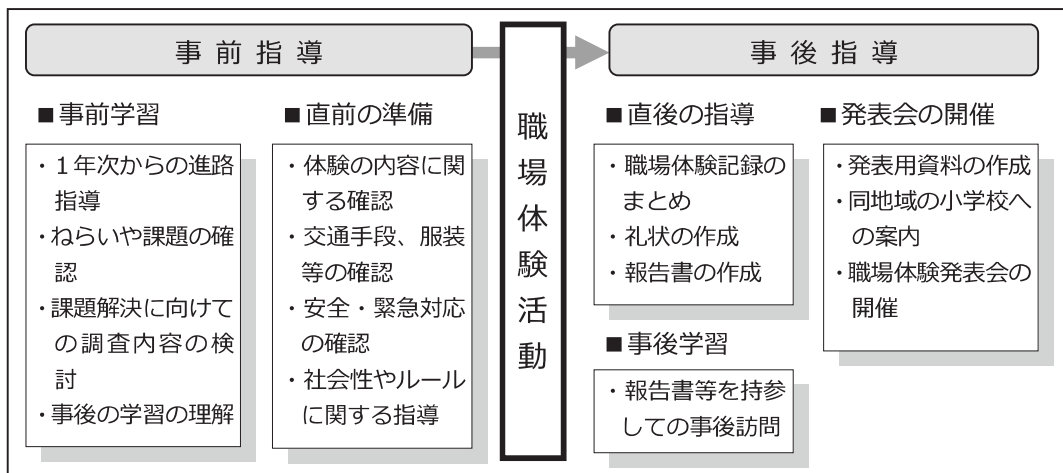 事前指導
■事前学習
・１年次からの進路
指導
・ねらいや課題の確
認
・課題解決に向けて
の調査内容の検
討
・事後の学習の理解
■直前の準備
・体験の内容に関
する確認
・交通手段、服装
等の確認
・安全・緊急対応
の確認
・社会性やルール
に関する指導
職場体験活動
事後指導
■直後の指導
・職場体験記録の
まとめ
・礼状の作成
・報告書の作成
■事後学習
・報告書等を持参
しての事後訪問
■発表会の開催
・発表用資料の作成
・同地域の小学校へ
の案内
・職場体験発表会の
開催